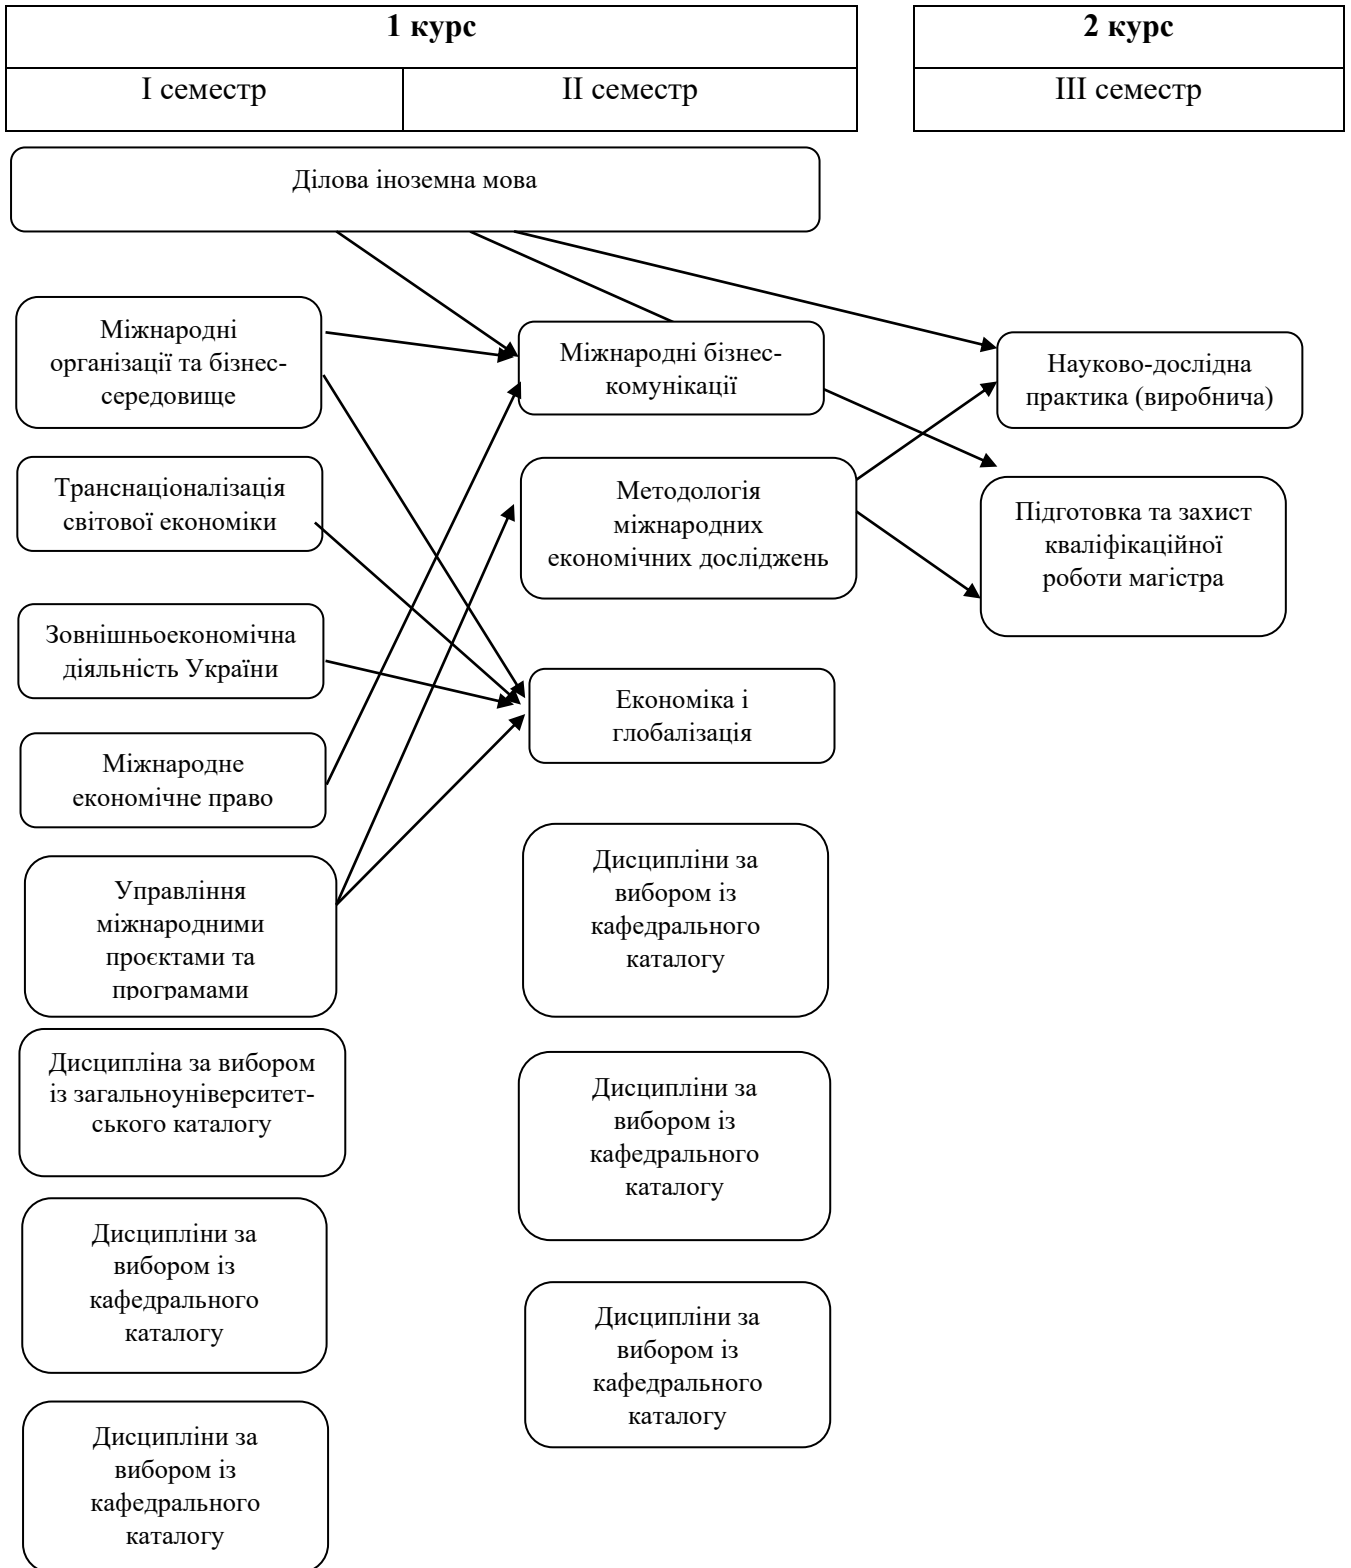 1 курс
2 курс
I семестр
II семестр
III семестр
Ділова іноземна мова
Міжнародні
організації та бізнес-
середовище
Міжнародні бізнес-
комунікації
Науково-дослідна
практика (виробнича)
Транснаціоналізація
світової економіки
Методологія
міжнародних
економічних досліджень
Підготовка та захист
кваліфікаційної
роботи магістра
Зовнішньоекономічна
діяльність України
Економіка і
глобалізація
Міжнародне
економічне право
Управління
міжнародними
проєктами та
програмами
Дисципліни за
вибором із
кафедрального
каталогу
Дисципліна за вибором
із загальноуніверситет-
ського каталогу
Дисципліни за
вибором із
кафедрального
каталогу
Дисципліни за
вибором із
кафедрального
каталогу
Дисципліни за
вибором із
кафедрального
каталогу
Дисципліни за
вибором із
кафедрального
каталогу